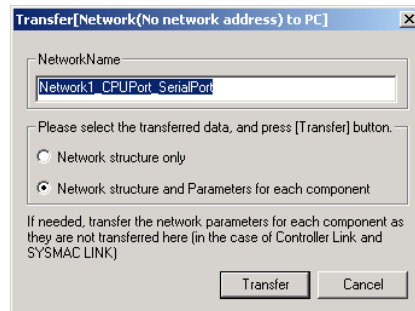 Transfer[Network(No network address) to PC]
NetworkName
Network1_CPUPort_SerialPort
Please select the transferred data, and press [Transfer] button.
Network structure only
Network structure and Parameters for each component
If needed, transfer the network parameters for each component as
they are not transferred here (in the case of Controller Link and
SYSMAC LINK)
Transfer Cancel